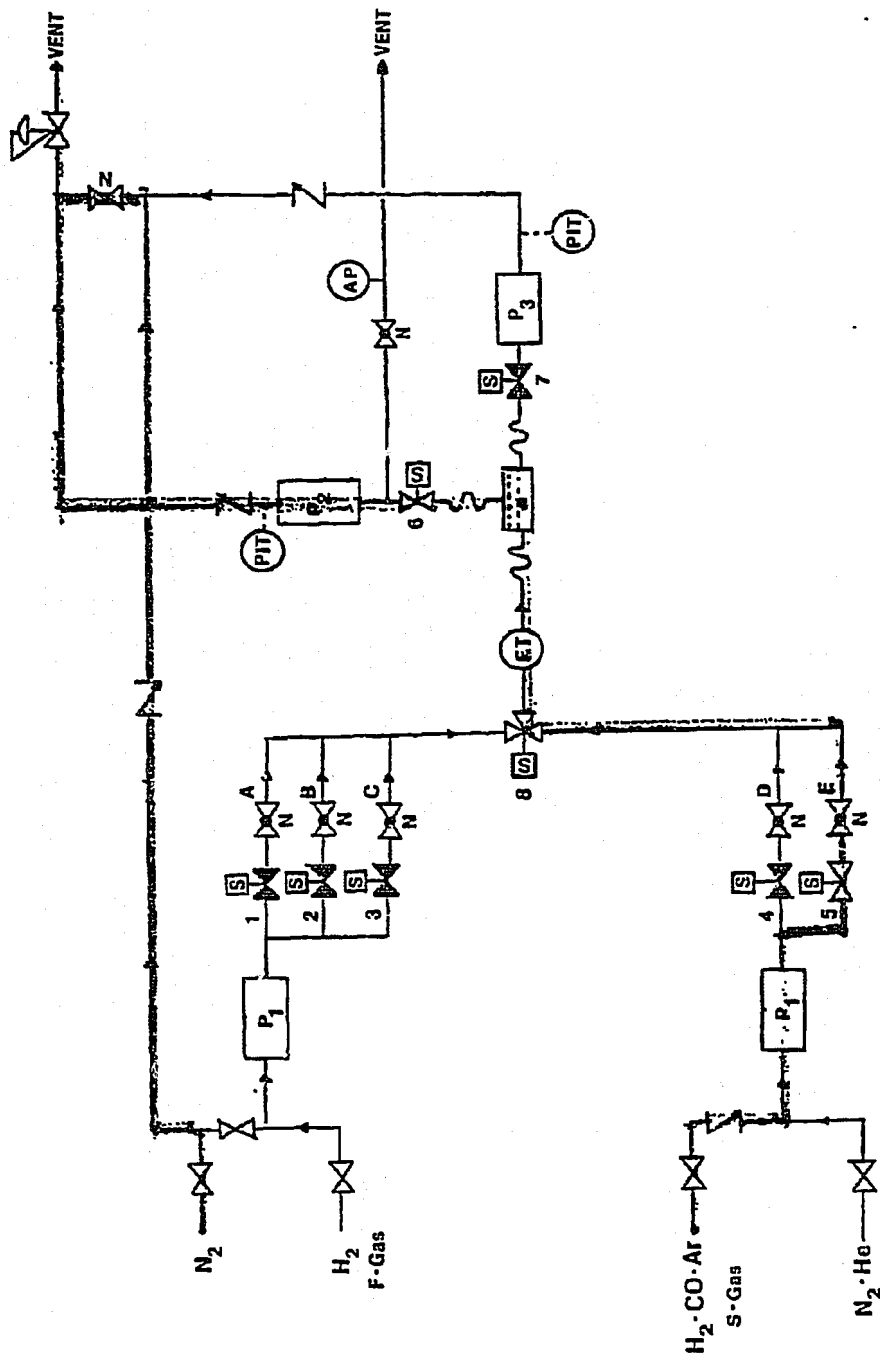 VENT
N
VENT
AP
N
PIT
P3
S
7
PIT
P2
S
6
ET
S
8
A
S
N
1
B
S
N
2
C
S
N
3
P1
N2
H2
F-Gas
D
S
N
4
E
S
N
5
P1
H2-CO-Ar
S-Gas
N2-He